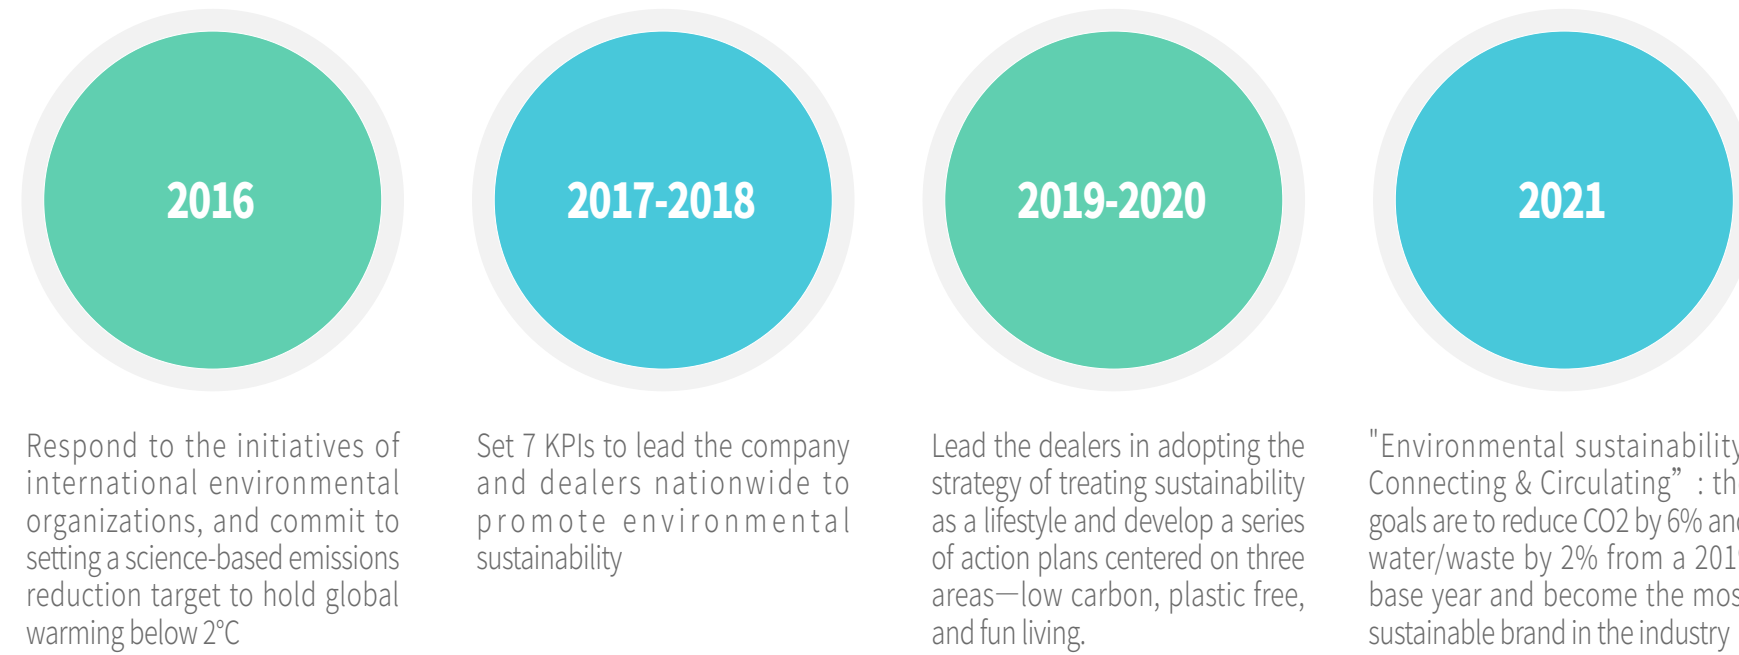 2016
Respond to the initiatives of
international environmental
organizations, and commit to
setting a science-based emissions
reduction target to hold global
warming below 2°C
2017-2018
Set 7 KPIs to lead the company
and dealers nationwide to
promote environmental
sustainability
2019-2020
Lead the dealers in adopting the
strategy of treating sustainability
as a lifestyle and develop a series
of action plans centered on three
areas—low carbon, plastic free,
and fun living.
2021
"Environmental sustainability
Connecting & Circulating” : the
goals are to reduce CO2 by 6% and
water/waste by 2% from a 2019
base year and become the most
sustainable brand in the industry